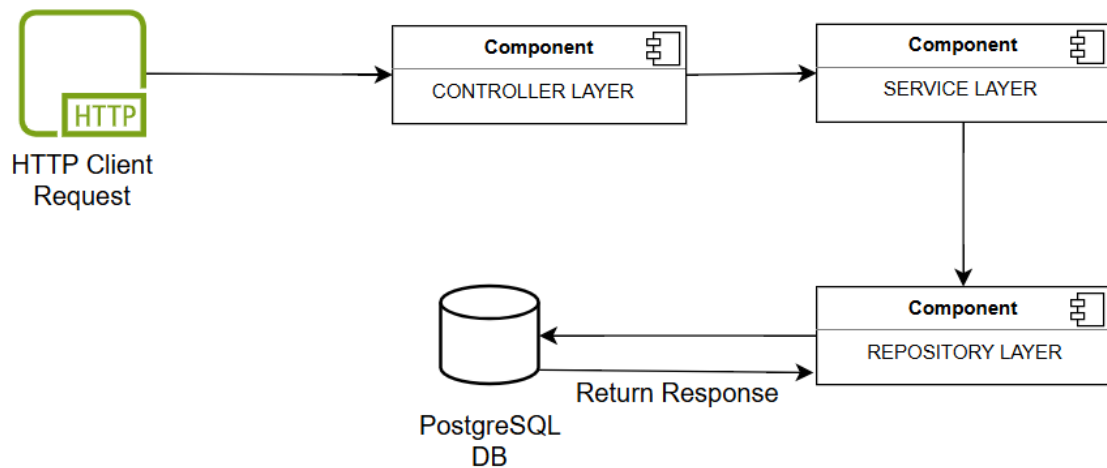 HTTP
HTTP Client
Request
Component
CONTROLLER LAYER
Component
SERVICE LAYER
Component
REPOSITORY LAYER
Return Response
PostgreSQL
DB